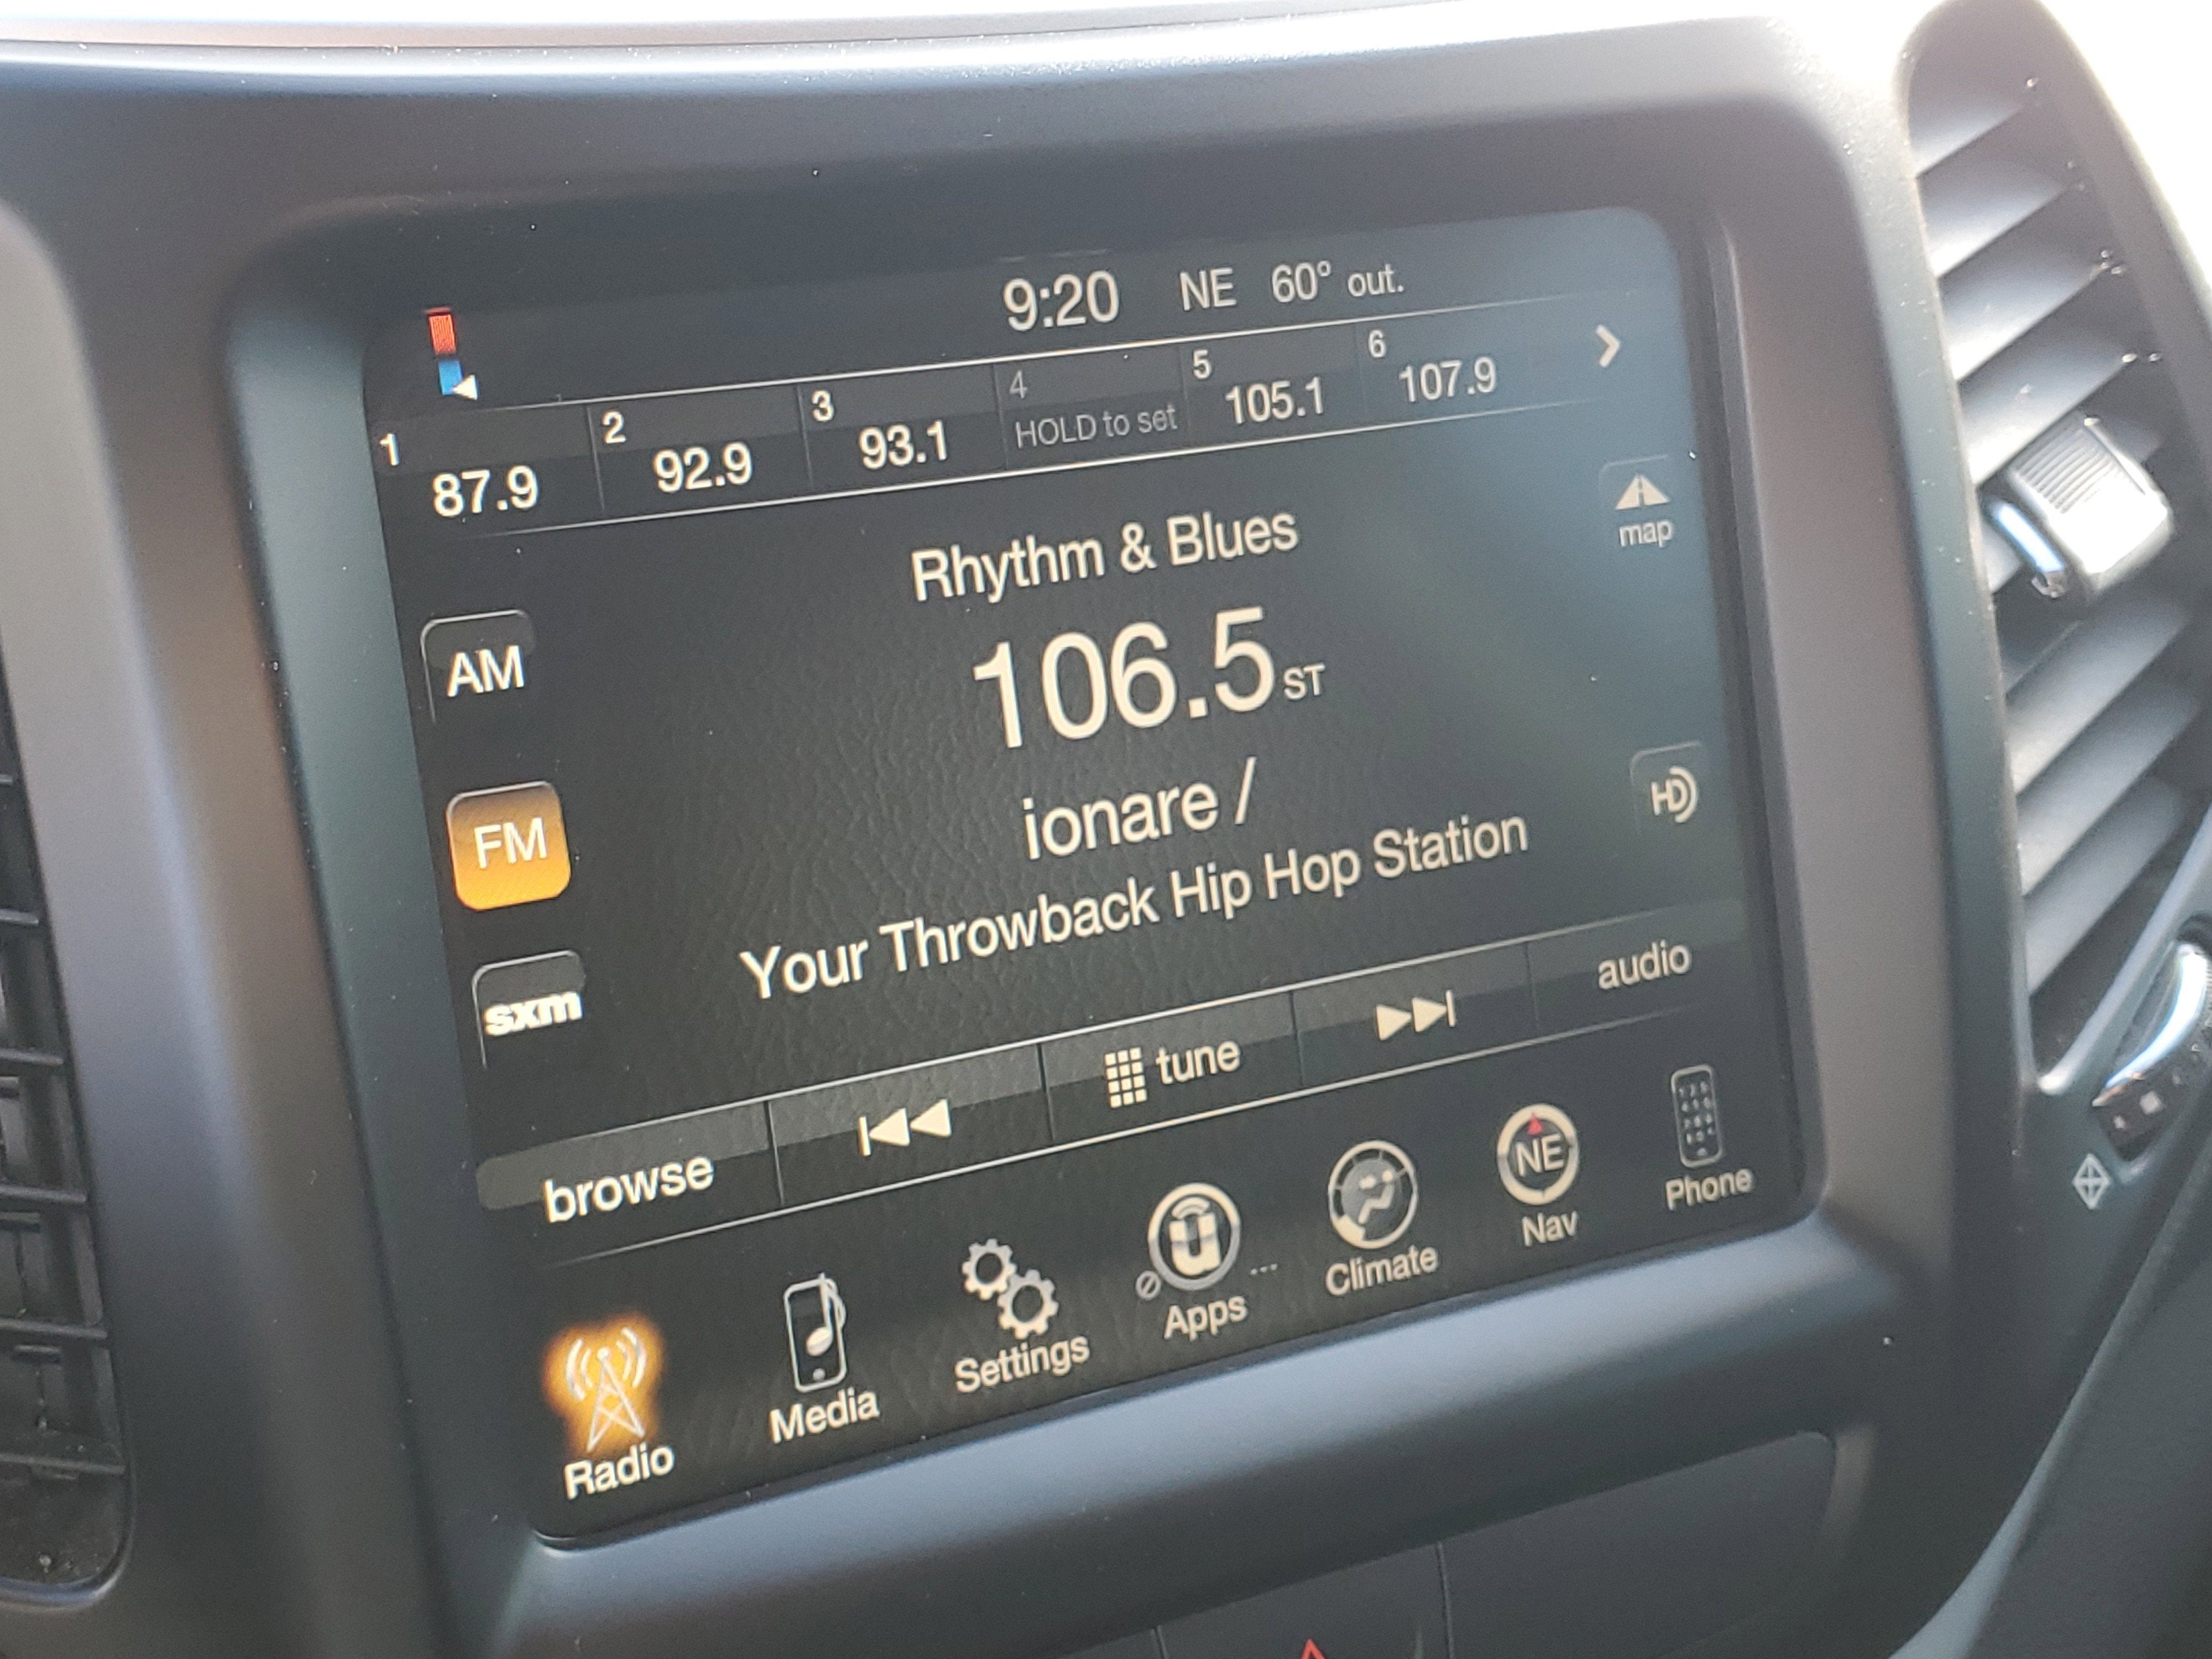 9:20 NE 60° out.
1 2 3 4 5 6
87.9 92.9 93.1 HOLD to set 105.1 107.9
map
Rhythm & Blues
AM
106.5 ST
FM
ionare /
HD
Your Throwback Hip Hop Station
sxm
browse tune audio
u NE
Radio Media Settings Apps ... Climate Nav Phone